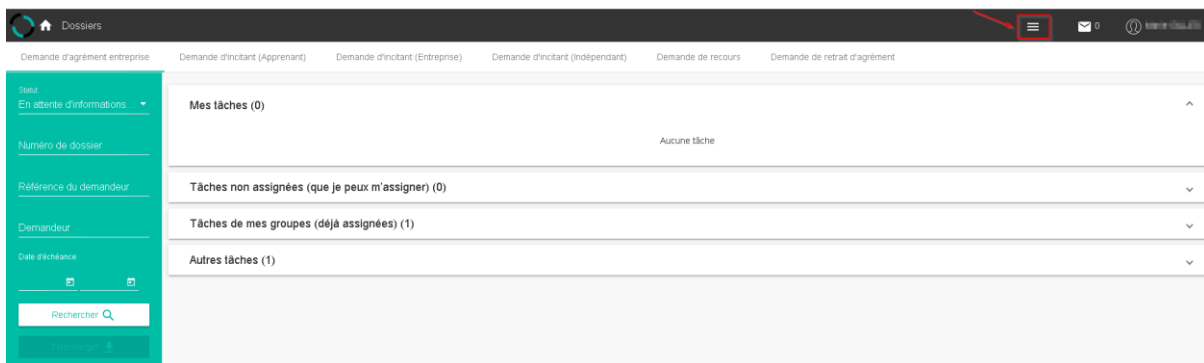 Dossiers
0
Demande d'agrément entreprise
Demande d'incitant (Apprenant)
Demande d'incitant (Entreprise)
Demande d'incitant (Indépendant)
Demande de recours
Demande de retrait d'agrément
Statut
En attente d'informations...
Numéro de dossier
Référence du demandeur
Demandeur
Date d'échéance
Rechercher
Télécharger
Mes tâches (0)
Aucune tâche
Tâches non assignées (que je peux m'assigner) (0)
Tâches de mes groupes (déjà assignées) (1)
Autres tâches (1)